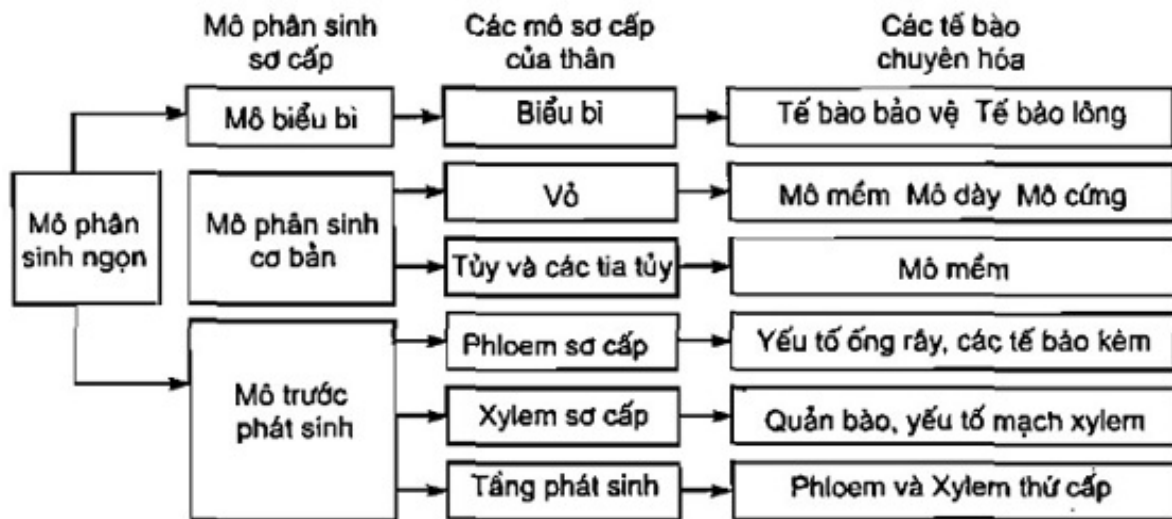 Mô phân sinh
sơ cấp
Các mô sơ cấp
của thân
Các tế bào
chuyên hóa
Mô phân
sinh ngọn
Mô biểu bì
Biểu bì
Tế bào bảo vệ Tế bào lông
Mô phân sinh
cơ bản
Vỏ
Mô mềm Mô dày Mô cứng
Tủy và các tia tủy
Mô mềm
Mô trước
phát sinh
Phloem sơ cấp
Yếu tố ống rây, các tế bào kèm
Xylem sơ cấp
Quản bào, yếu tố mạch xylem
Tầng phát sinh
Phloem và Xylem thứ cấp